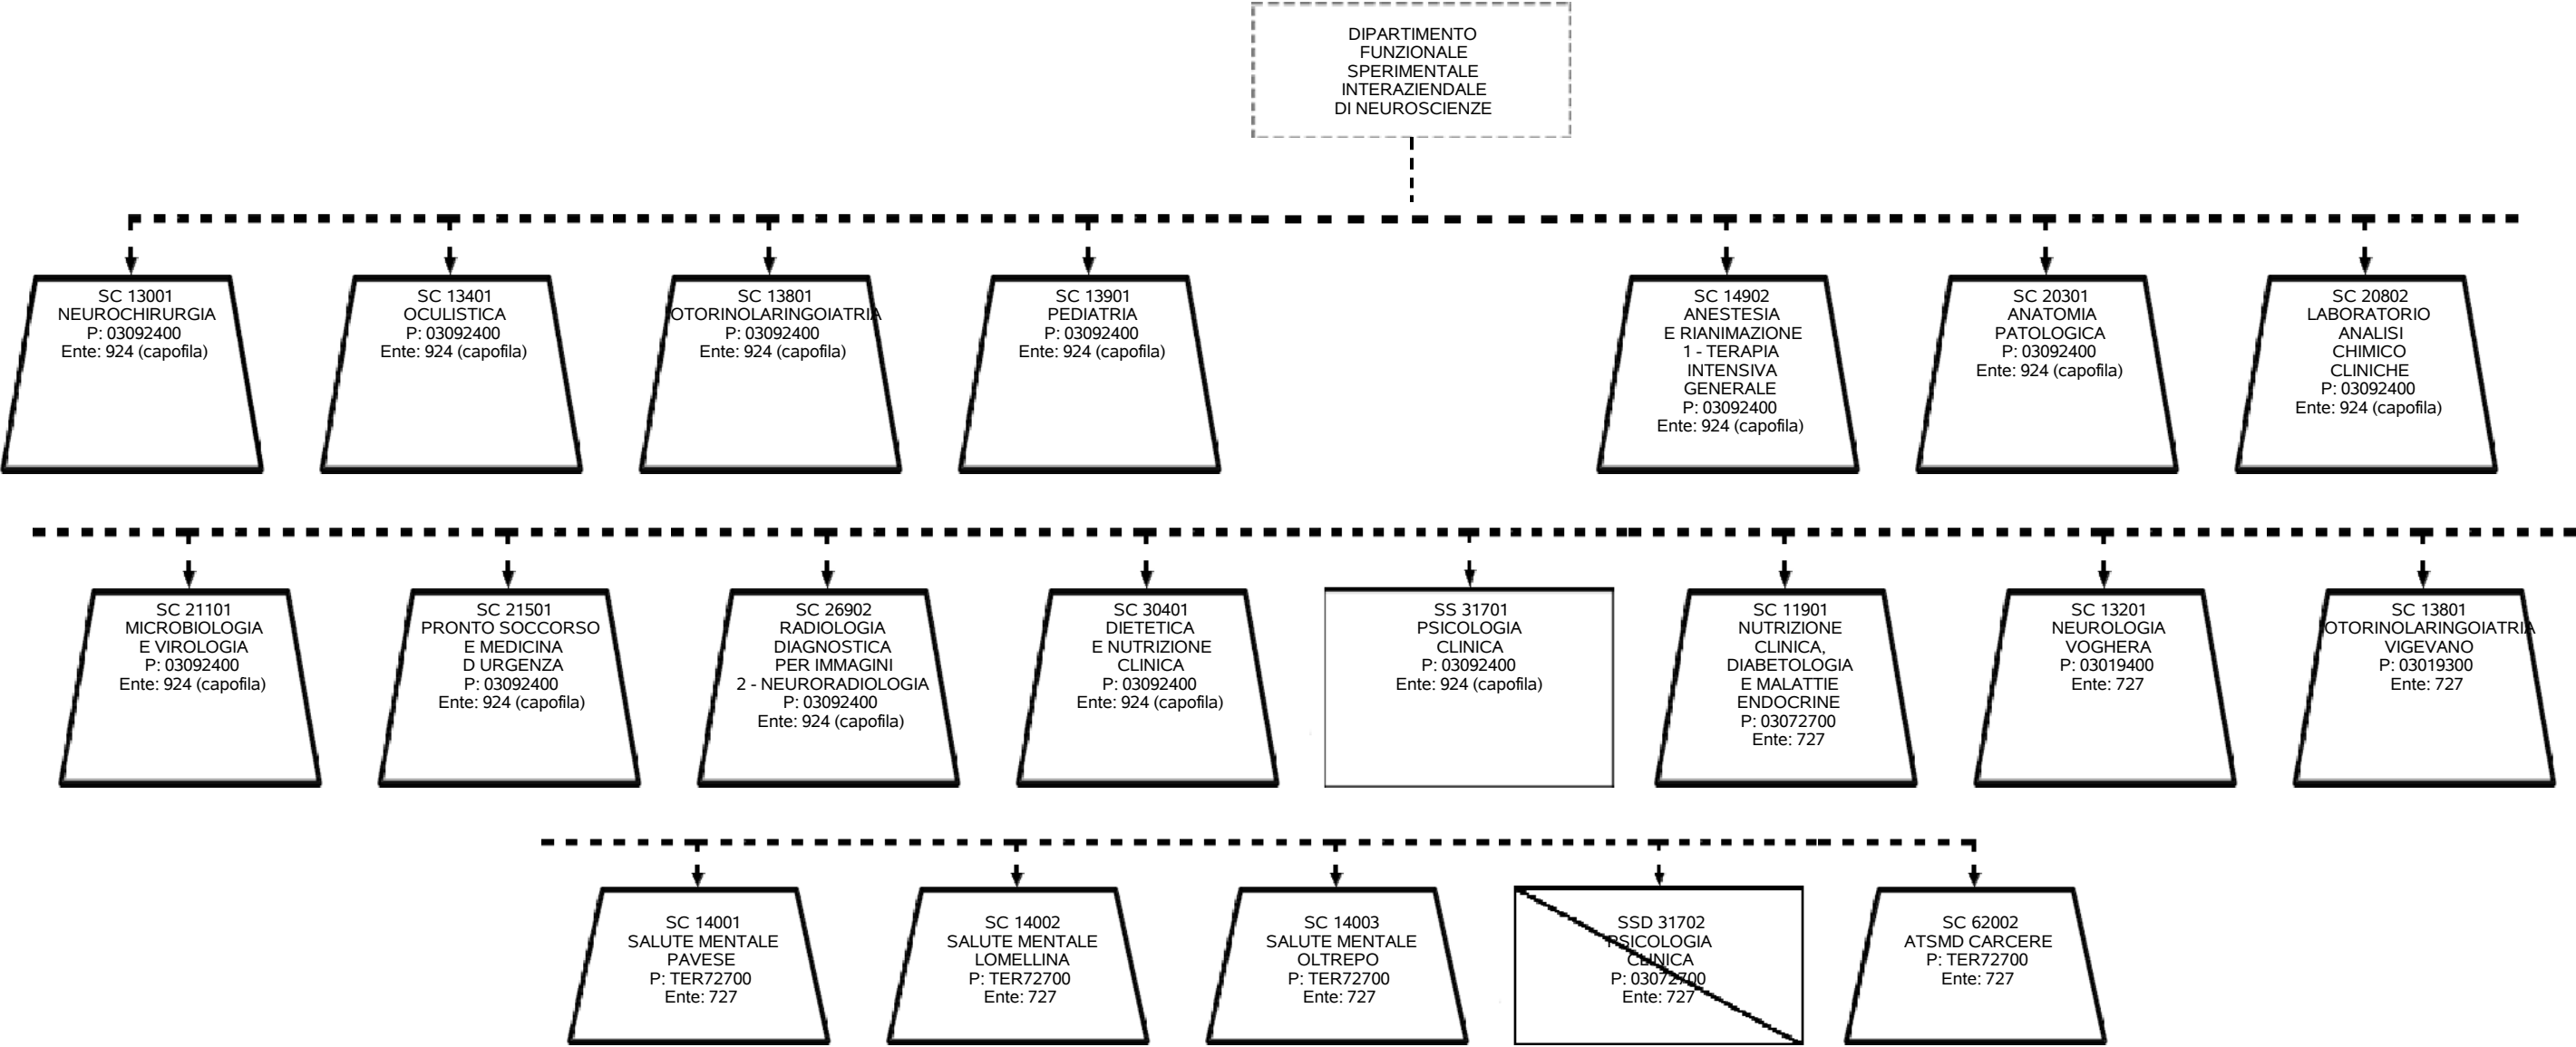 DIPARTIMENTO
FUNZIONALE
SPERIMENTALE
INTERAZIENDALE
DI NEUROSCIENZE
SC 13001
NEUROCHIRURGIA
P: 03092400
Ente: 924 (capofila)
SC 13401
OCULISTICA
P: 03092400
Ente: 924 (capofila)
SC 13801
OTORINOLARINGOIATRIA
P: 03092400
Ente: 924 (capofila)
SC 13901
PEDIATRIA
P: 03092400
Ente: 924 (capofila)
SC 14902
ANESTESIA
E RIANIMAZIONE
1 - TERAPIA
INTENSIVA
GENERALE
P: 03092400
Ente: 924 (capofila)
SC 20301
ANATOMIA
PATOLOGICA
P: 03092400
Ente: 924 (capofila)
SC 20802
LABORATORIO
ANALISI
CHIMICO
CLINICHE
P: 03092400
Ente: 924 (capofila)
SC 21101
MICROBIOLOGIA
E VIROLOGIA
P: 03092400
Ente: 924 (capofila)
SC 21501
PRONTO SOCCORSO
E MEDICINA
D URGENZA
P: 03092400
Ente: 924 (capofila)
SC 26902
RADIOLOGIA
DIAGNOSTICA
PER IMMAGINI
2 - NEURORADIOLOGIA
P: 03092400
Ente: 924 (capofila)
SC 30401
DIETETICA
E NUTRIZIONE
CLINICA
P: 03092400
Ente: 924 (capofila)
SS 31701
PSICOLOGIA
CLINICA
P: 03092400
Ente: 924 (capofila)
SC 11901
NUTRIZIONE
CLINICA,
DIABETOLOGIA
E MALATTIE
ENDOCRINE
P: 03072700
Ente: 727
SC 13201
NEUROLOGIA
VOGHERA
P: 03019400
Ente: 727
SC 13801
OTORINOLARINGOIATRIA
VIGEVANO
P: 03019300
Ente: 727
SC 14001
SALUTE MENTALE
PAVESE
P: TER72700
Ente: 727
SC 14002
SALUTE MENTALE
LOMELLINA
P: TER72700
Ente: 727
SC 14003
SALUTE MENTALE
OLTREPO
P: TER72700
Ente: 727
SSD 31702
PSICOLOGIA
CLINICA
P: 03072700
Ente: 727
SC 62002
ATSMD CARCERE
P: TER72700
Ente: 727